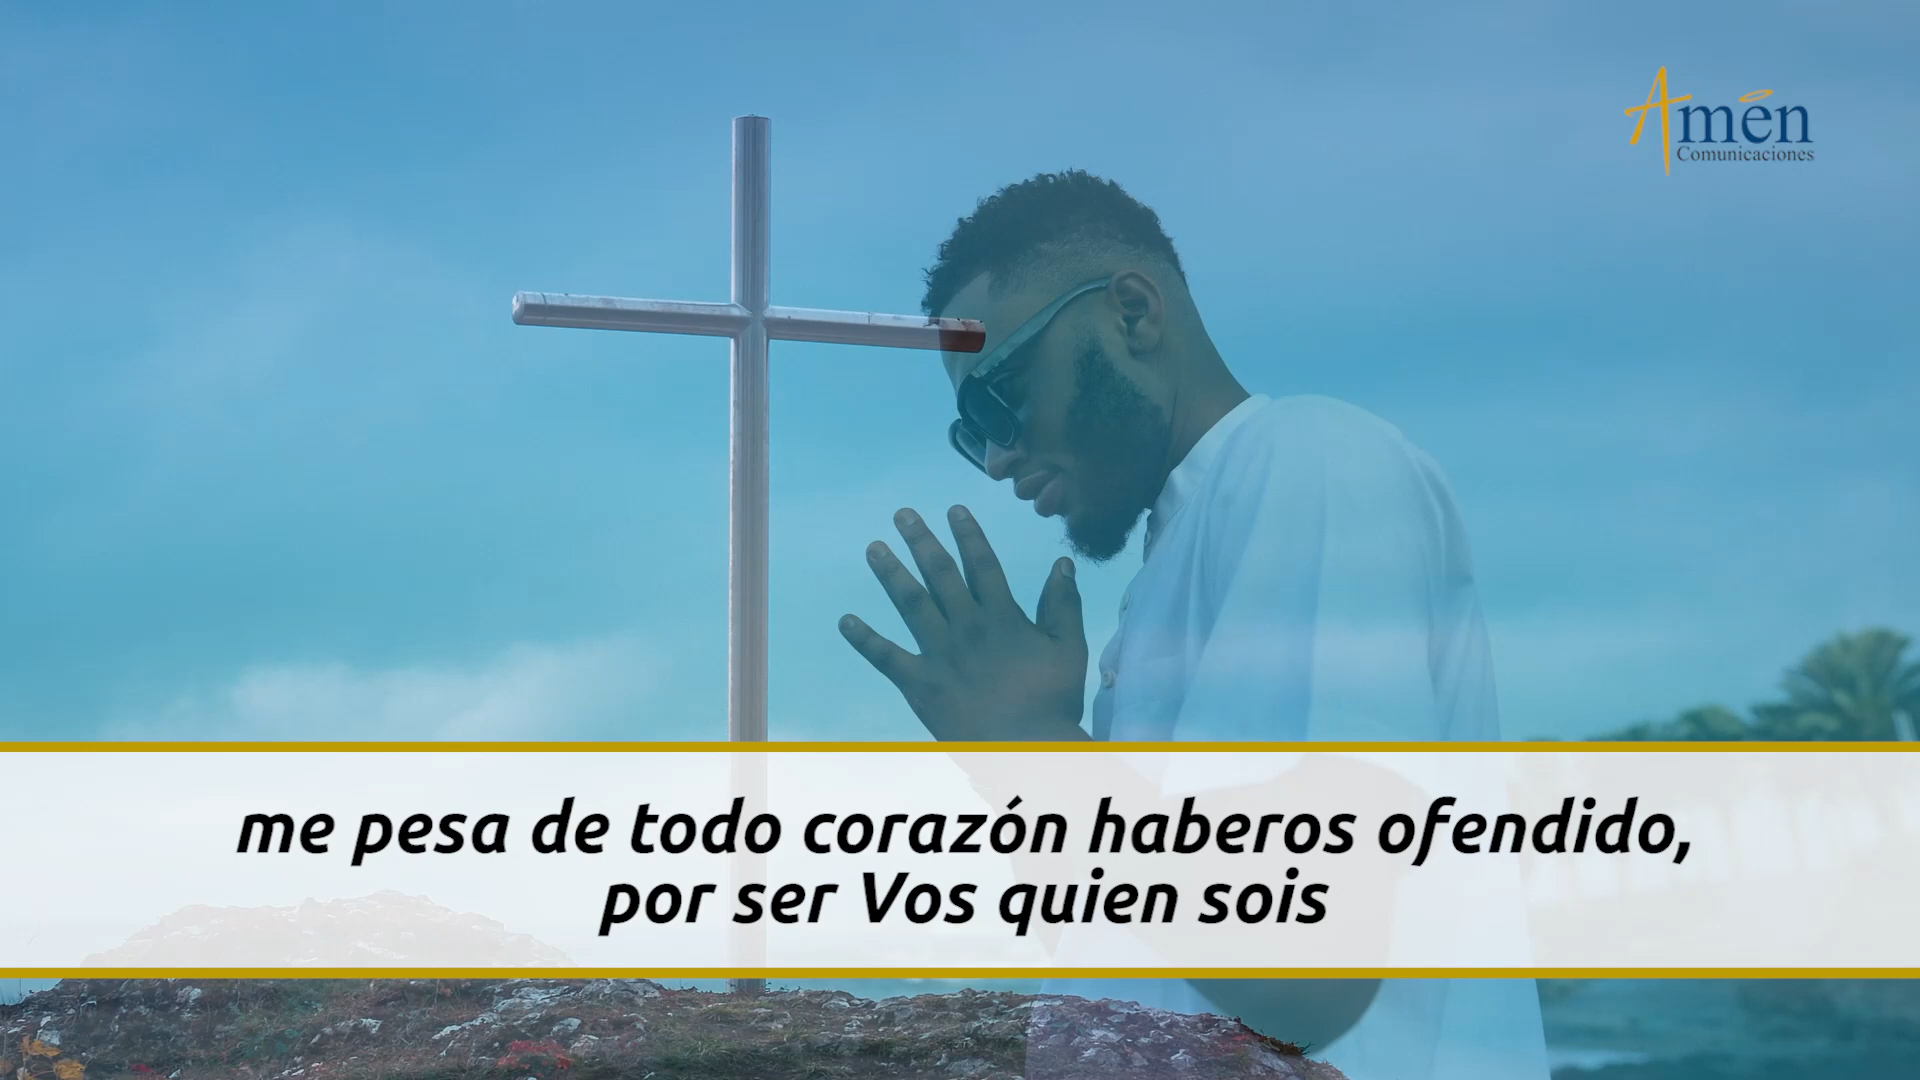 Amén
Comunicaciones
me pesa de todo corazón haberos ofendido,
por ser Vos quien sois